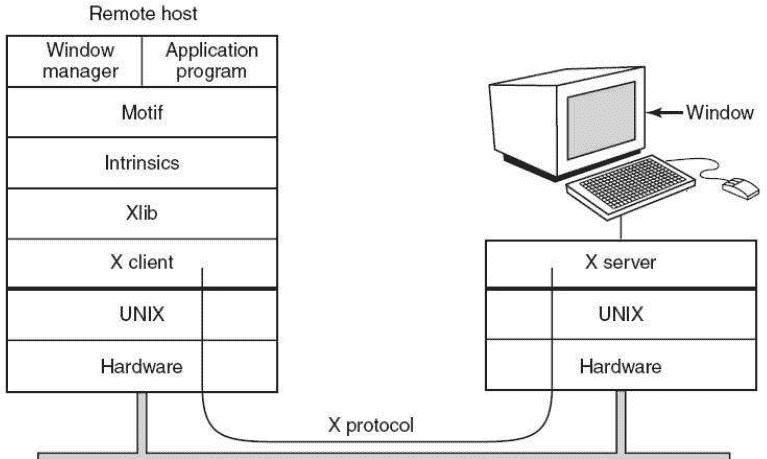 Remote host
Window
manager
Application
program
Motif
Intrinsics
Xlib
X client
UNIX
Hardware
Window
X server
UNIX
Hardware
X protocol